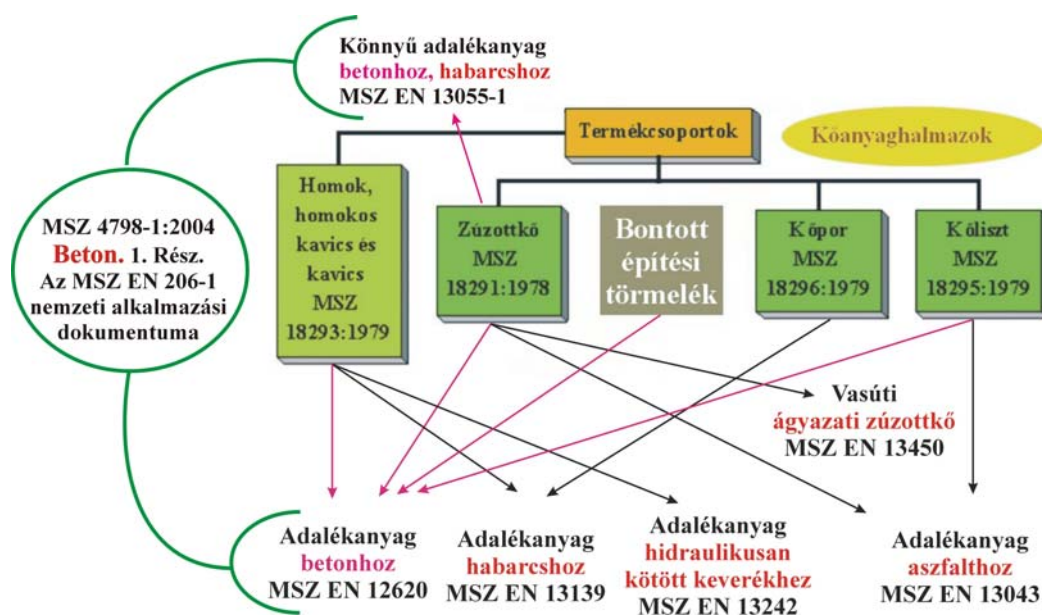 Könnyű adalékanyag
betonhoz, habarcshoz
MSZ EN 13055-1
Termékcsoportok
Kőanyaghalmazok
Homok,
homokos
kavics és
kavics
MSZ
18293:1979
Zúzottkő
MSZ
18291:1978
Bontott
építési
törmelék
Kőpor
MSZ
18296:1979
Kőliszt
MSZ
18295:1979
MSZ 4798-1:2004
Beton. 1. Rész.
Az MSZ EN 206-1
nemzeti alkalmazási
dokumentuma
Vasúti
ágyazati zúzottkő
MSZ EN 13450
Adalékanyag
betonhoz
MSZ EN 12620
Adalékanyag
habarcshoz
MSZ EN 13139
Adalékanyag
hidraulikusan
kötött keverékhez
MSZ EN 13242
Adalékanyag
aszfalthoz
MSZ EN 13043